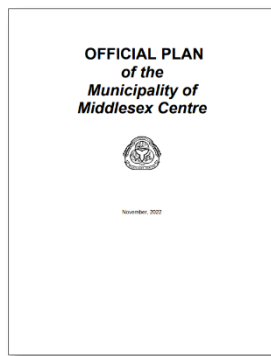 OFFICIAL PLAN
of the
Municipality of
Middlesex Centre
November, 2022